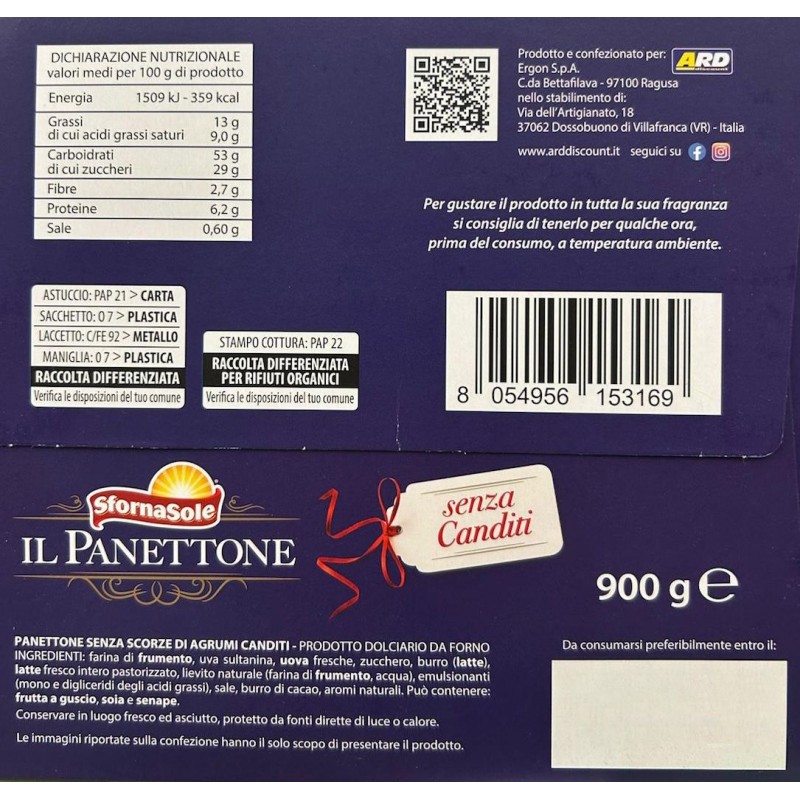 DICHIARAZIONE NUTRIZIONALE
valori medi per 100 g di prodotto
Energia 1509 kJ - 359 kcal
Grassi 13 g
di cui acidi grassi saturi 9,0 g
Carboidrati 53 g
di cui zuccheri 29 g
Fibre 2,7 g
Proteine 6,2 g
Sale 0,60 g
Prodotto e confezionato per: ARD discount
Ergon S.p.A.
C.da Bettafilava - 97100 Ragusa
nello stabilimento di:
Via dell'Artigianato, 18
37062 Dossobuono di Villafranca (VR) - Italia
www.arddiscount.it seguici su
Per gustare il prodotto in tutta la sua fragranza
si consiglia di tenerlo per qualche ora,
prima del consumo, a temperatura ambiente.
ASTUCCIO: PAP 21 > CARTA
SACCHETTO: 0 7 > PLASTICA
LACCETTO: C/FE 92 > METALLO
MANIGLIA: 0 7 > PLASTICA
RACCOLTA DIFFERENZIATA
Verifica le disposizioni del tuo comune
STAMPO COTTURA: PAP 22
RACCOLTA DIFFERENZIATA
PER RIFIUTI ORGANICI
Verifica le disposizioni del tuo comune
8 054956 153169
SfornaSole
IL PANETTONE
senza
Canditi
900 g e
PANETTONE SENZA SCORZE DI AGRUMI CANDITI - PRODOTTO DOLCIARIO DA FORNO
INGREDIENTI: farina di frumento, uva sultanina, uova fresche, zucchero, burro (latte),
latte fresco intero pastorizzato, lievito naturale (farina di frumento, acqua), emulsionanti
(mono e digliceridi degli acidi grassi), sale, burro di cacao, aromi naturali. Può contenere:
frutta a guscio, soia e senape.
Conservare in luogo fresco ed asciutto, protetto da fonti dirette di luce o calore.
Le immagini riportate sulla confezione hanno il solo scopo di presentare il prodotto.
Da consumarsi preferibilmente entro il: